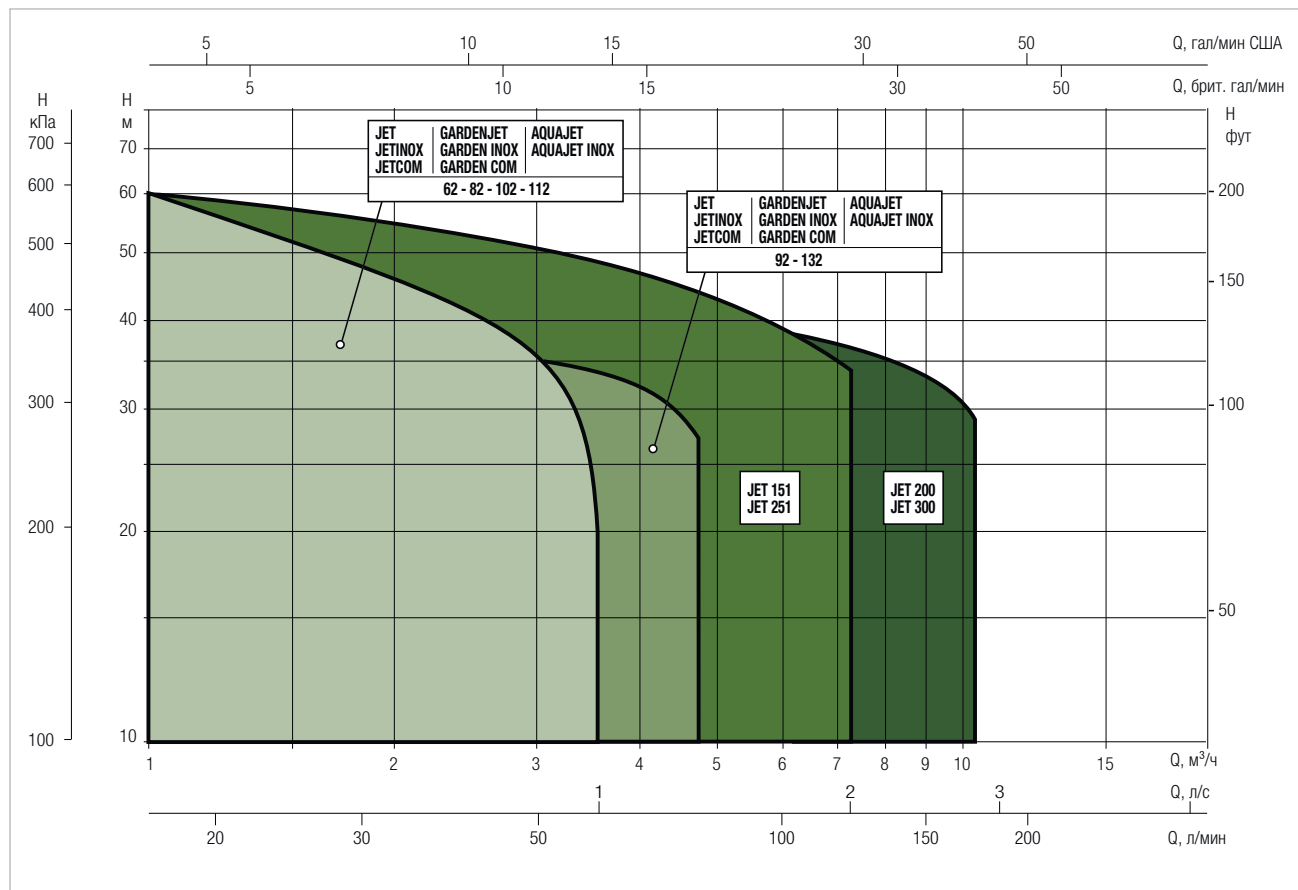 5 10 15 30 50 Q, гал/мин США
5 10 15 30 50 Q, брит. гал/мин
H
кПа
H
м
H
фут
700
600
500
400
300
200
100
70
60
50
40
30
20
10
200
150
100
50
JET GARDENJET AQUAJET
JETINOX GARDEN INOX AQUAJET INOX
JETCOM GARDEN COM
62 - 82 - 102 - 112
JET GARDENJET AQUAJET
JETINOX GARDEN INOX AQUAJET INOX
JETCOM GARDEN COM
92 - 132
JET 151
JET 251
JET 200
JET 300
1 2 3 4 5 6 7 8 9 10 15 Q, м³/ч
1 2 3 Q, л/с
20 30 50 100 150 200 Q, л/мин